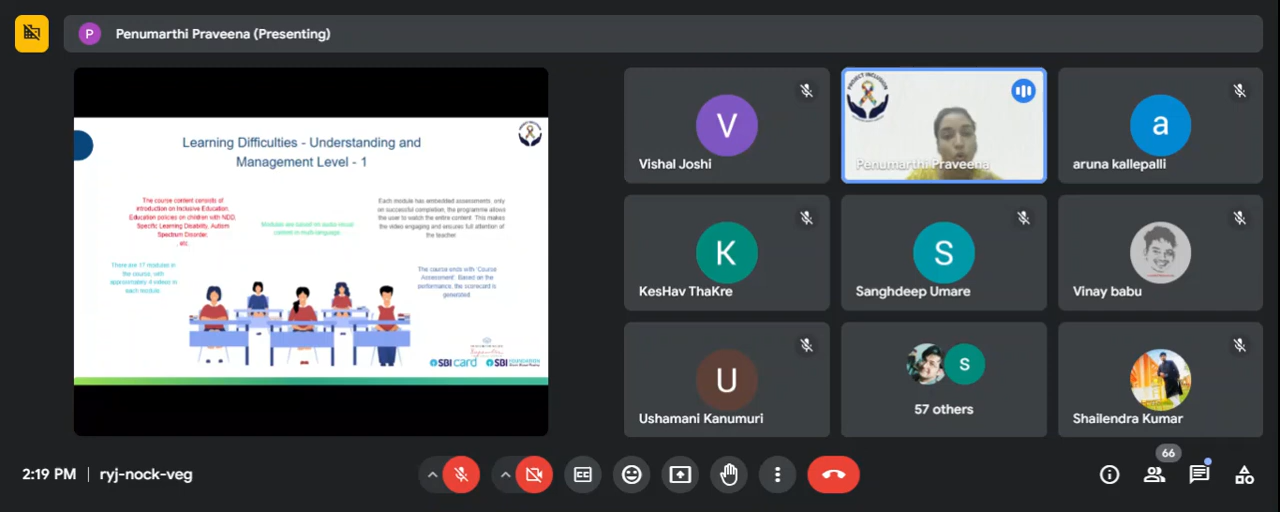 P
Penumarthi Praveena (Presenting)
Learning Difficulties - Understanding and
Management Level - 1
The course content consists of
introduction on Inclusive Education,
Education policies on children with NDD,
Specific Learning Disability, Autism
Spectrum Disorder,
etc.
Modules are based on audio-visual
content in multi-language.
Each module has embedded assessments, only
on successful completion, the programme allows
the user to watch the entire content. This makes
the video engaging and ensures full attention of
the teacher.
There are 17 modules in
the course, with
approximately 4 videos in
each module.
The course ends with 'Course
Assessment'. Based on the
performance, the scorecard is
generated
SBI card
SBI FOUNDATION
V
Vishal Joshi
PROJECT INCLUSION
Penumarthi Praveena
a
aruna kallepalli
K
KesHav ThaKre
S
Sanghdeep Umare
Vinay babu
U
Ushamani Kanumuri
S
57 others
Shailendra Kumar
2:19 PM | ryj-nock-veg
CC
66